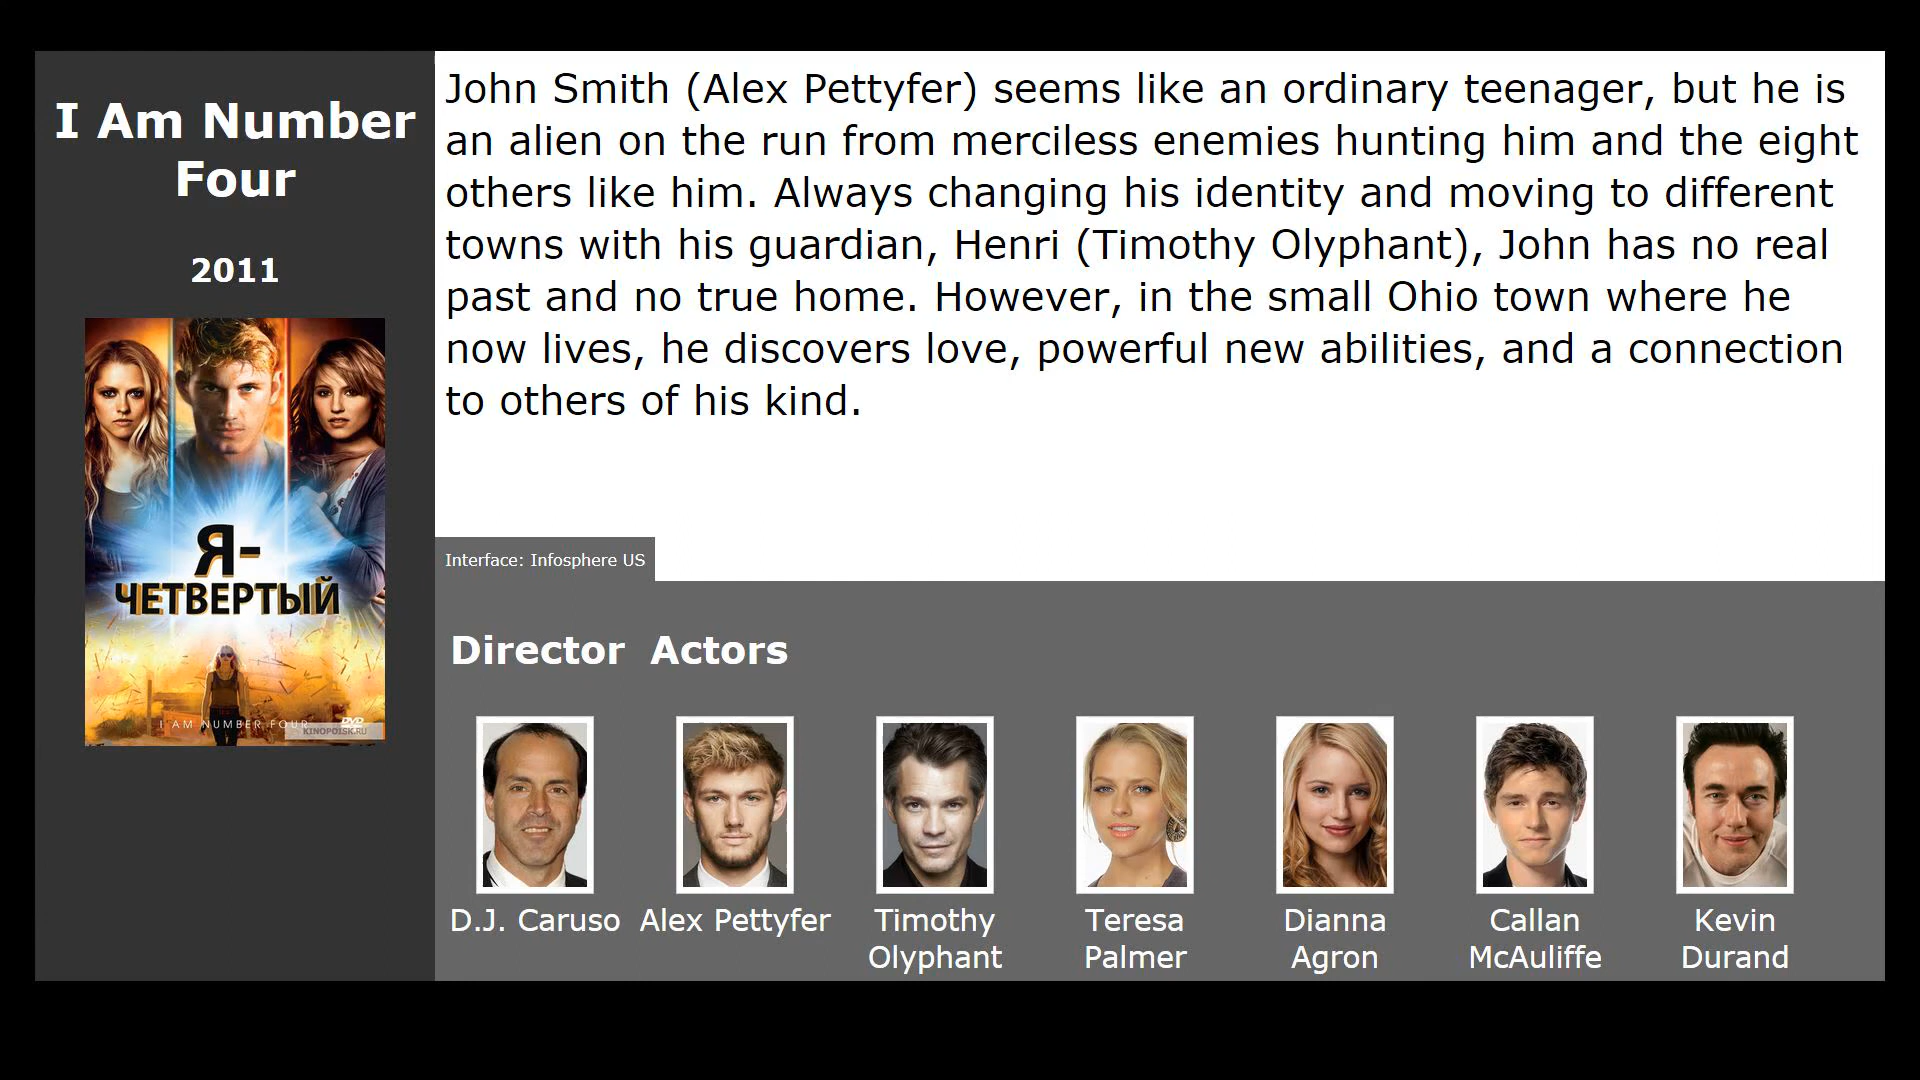 I Am Number
Four
2011
Я-
ЧЕТВЕРТЫЙ
I AM NUMBER FOUR
DVD
KINOPOISK.RU
John Smith (Alex Pettyfer) seems like an ordinary teenager, but he is
an alien on the run from merciless enemies hunting him and the eight
others like him. Always changing his identity and moving to different
towns with his guardian, Henri (Timothy Olyphant), John has no real
past and no true home. However, in the small Ohio town where he
now lives, he discovers love, powerful new abilities, and a connection
to others of his kind.
Interface: Infosphere US
Director Actors
D.J. Caruso
Alex Pettyfer
Timothy
Olyphant
Teresa
Palmer
Dianna
Agron
Callan
McAuliffe
Kevin
Durand